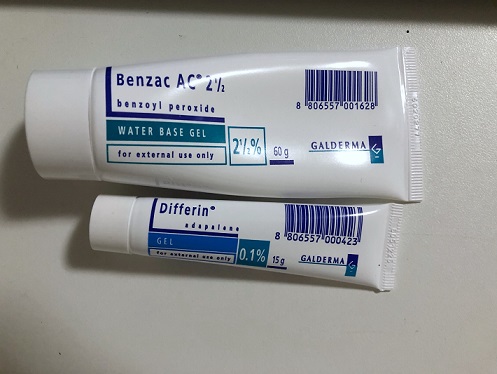 Benzac AC® 2½
benzoyl peroxide
WATER BASE GEL
for external use only
2½%
60 g
8 806557 001628
GALDERMA
Differin®
adapalene
GEL
for external use only
0.1%
15 g
8 806557 000423
GALDERMA